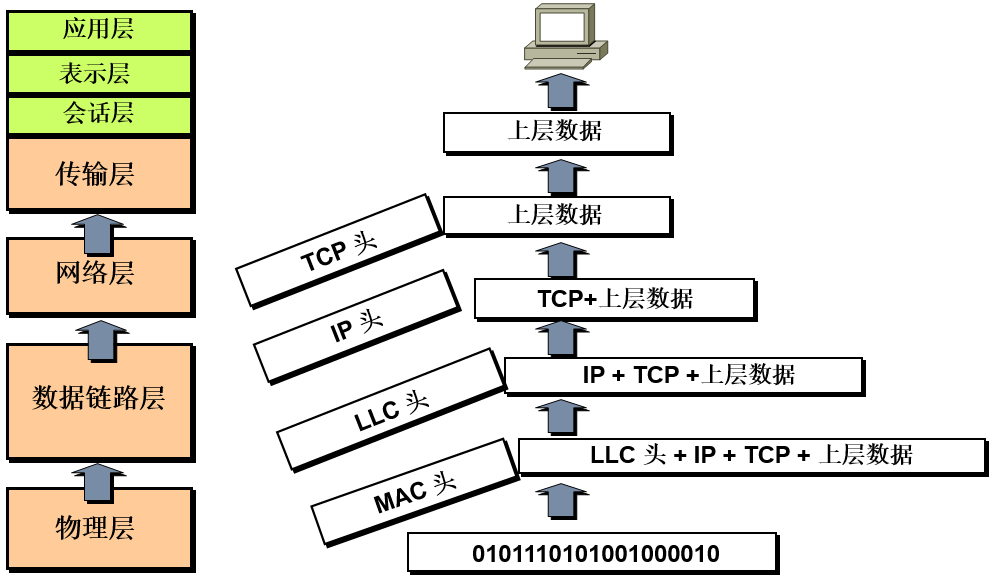 应用层
表示层
会话层
传输层
网络层
数据链路层
物理层
上层数据
上层数据
TCP 头
TCP+上层数据
IP 头
IP + TCP +上层数据
LLC 头
LLC 头 + IP + TCP + 上层数据
MAC 头
0101110101001000010